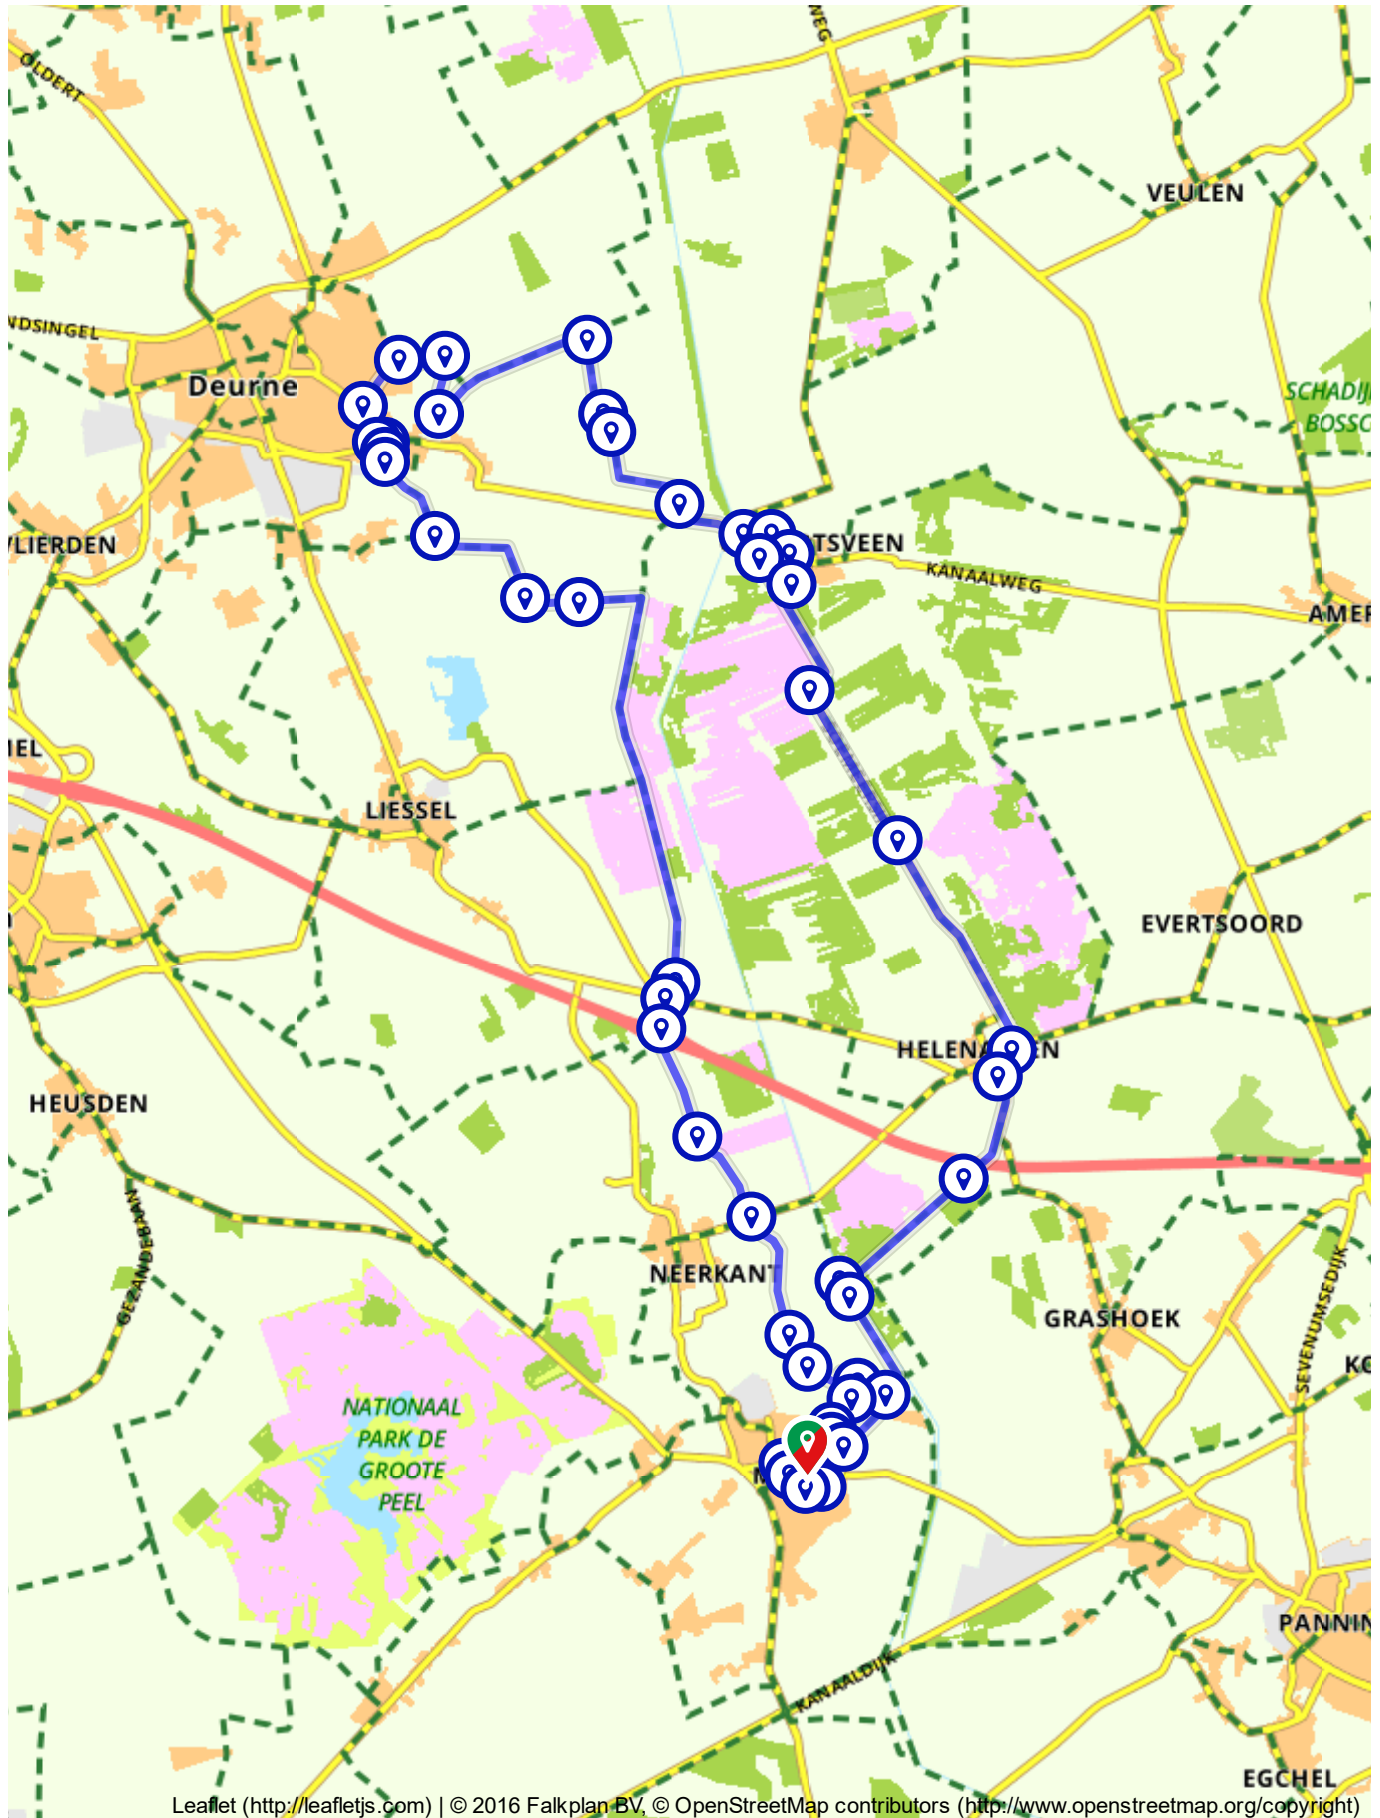 WEG
OLDERT
VEULEN
NDSINGEL
Deurne
SCHADIJ
BOSSC
VLIERDEN
TSVEEN
KANAALWEG
AMER
LIESSEL
EVERTSOORD
HELENA
EN
HEUSDEN
GEZANDEBAAN
NEERKANT
GRASHOEK
SEVENUMSEDIJK
NATIONAAL
PARK DE
GROOTE
PEEL
PANNIN
KANAALDIJK
EGCHEL
Leaflet (http://leafletjs.com) | © 2016 Falkplan BV, © OpenStreetMap contributors (http://www.openstreetmap.org/copyright)